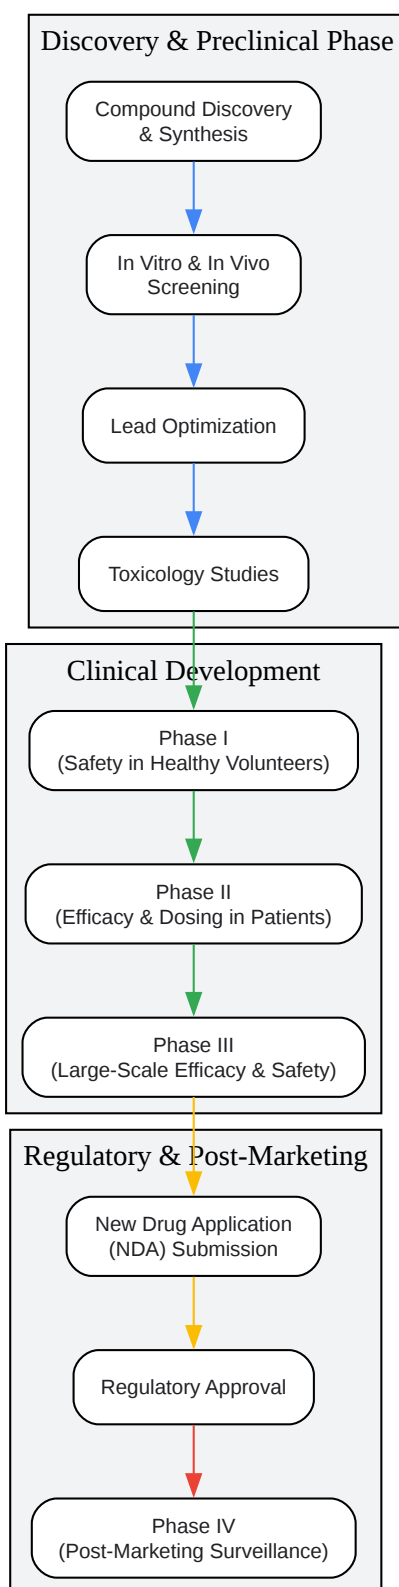 Discovery & Preclinical Phase
Compound Discovery
& Synthesis
In Vitro & In Vivo
Screening
Lead Optimization
Toxicology Studies
Clinical Development
Phase I
(Safety in Healthy Volunteers)
Phase II
(Efficacy & Dosing in Patients)
Phase III
(Large-Scale Efficacy & Safety)
Regulatory & Post-Marketing
New Drug Application
(NDA) Submission
Regulatory Approval
Phase IV
(Post-Marketing Surveillance)